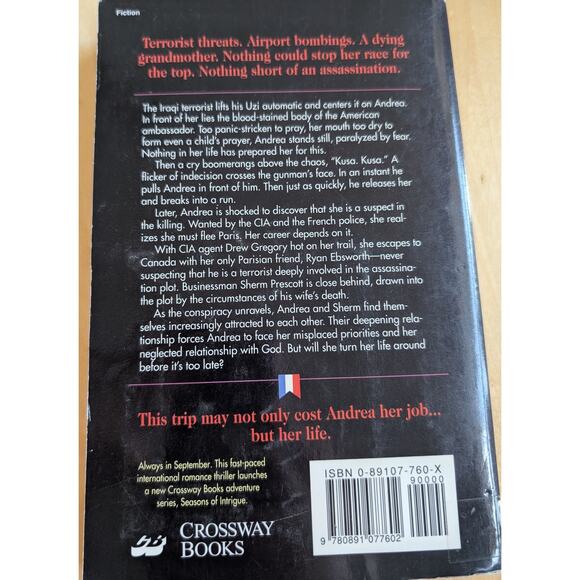 Fiction
Terrorist threats. Airport bombings. A dying
grandmother. Nothing could stop her race for
the top. Nothing short of an assassination.
The Iraqi terrorist lifts his Uzi automatic and centers it on Andrea.
In front of her lies the blood-stained body of the American
ambassador. Too panic-stricken to pray, her mouth too dry to
form even a child's prayer, Andrea stands still, paralyzed by fear.
Nothing in her life has prepared her for this.
Then a cry boomerangs above the chaos, "Kusa. Kusa." A
flicker of indecision crosses the gunman's face. In an instant he
pulls Andrea in front of him. Then just as quickly, he releases her
and breaks into a run.
Later, Andrea is shocked to discover that she is a suspect in
the killing. Wanted by the CIA and the French police, she real-
izes she must flee Paris. Her career depends on it.
With CIA agent Drew Gregory hot on her trail, she escapes to
Canada with her only Parisian friend, Ryan Ebsworth—never
suspecting that he is a terrorist deeply involved in the assassina-
tion plot. Businessman Sherm Prescott is close behind, drawn into
the plot by the circumstances of his wife's death.
As the conspiracy unravels, Andrea and Sherm find them-
selves increasingly attracted to each other. Their deepening rela-
tionship forces Andrea to face her misplaced priorities and her
neglected relationship with God. But will she turn her life around
before it's too late?
This trip may not only cost Andrea her job...
but her life.
Always in September. This fast-paced
international romance thriller launches
a new Crossway Books adventure
series, Seasons of Intrigue.
CROSSWAY
BOOKS
ISBN 0-89107-760-X
90000
9 780891 077602